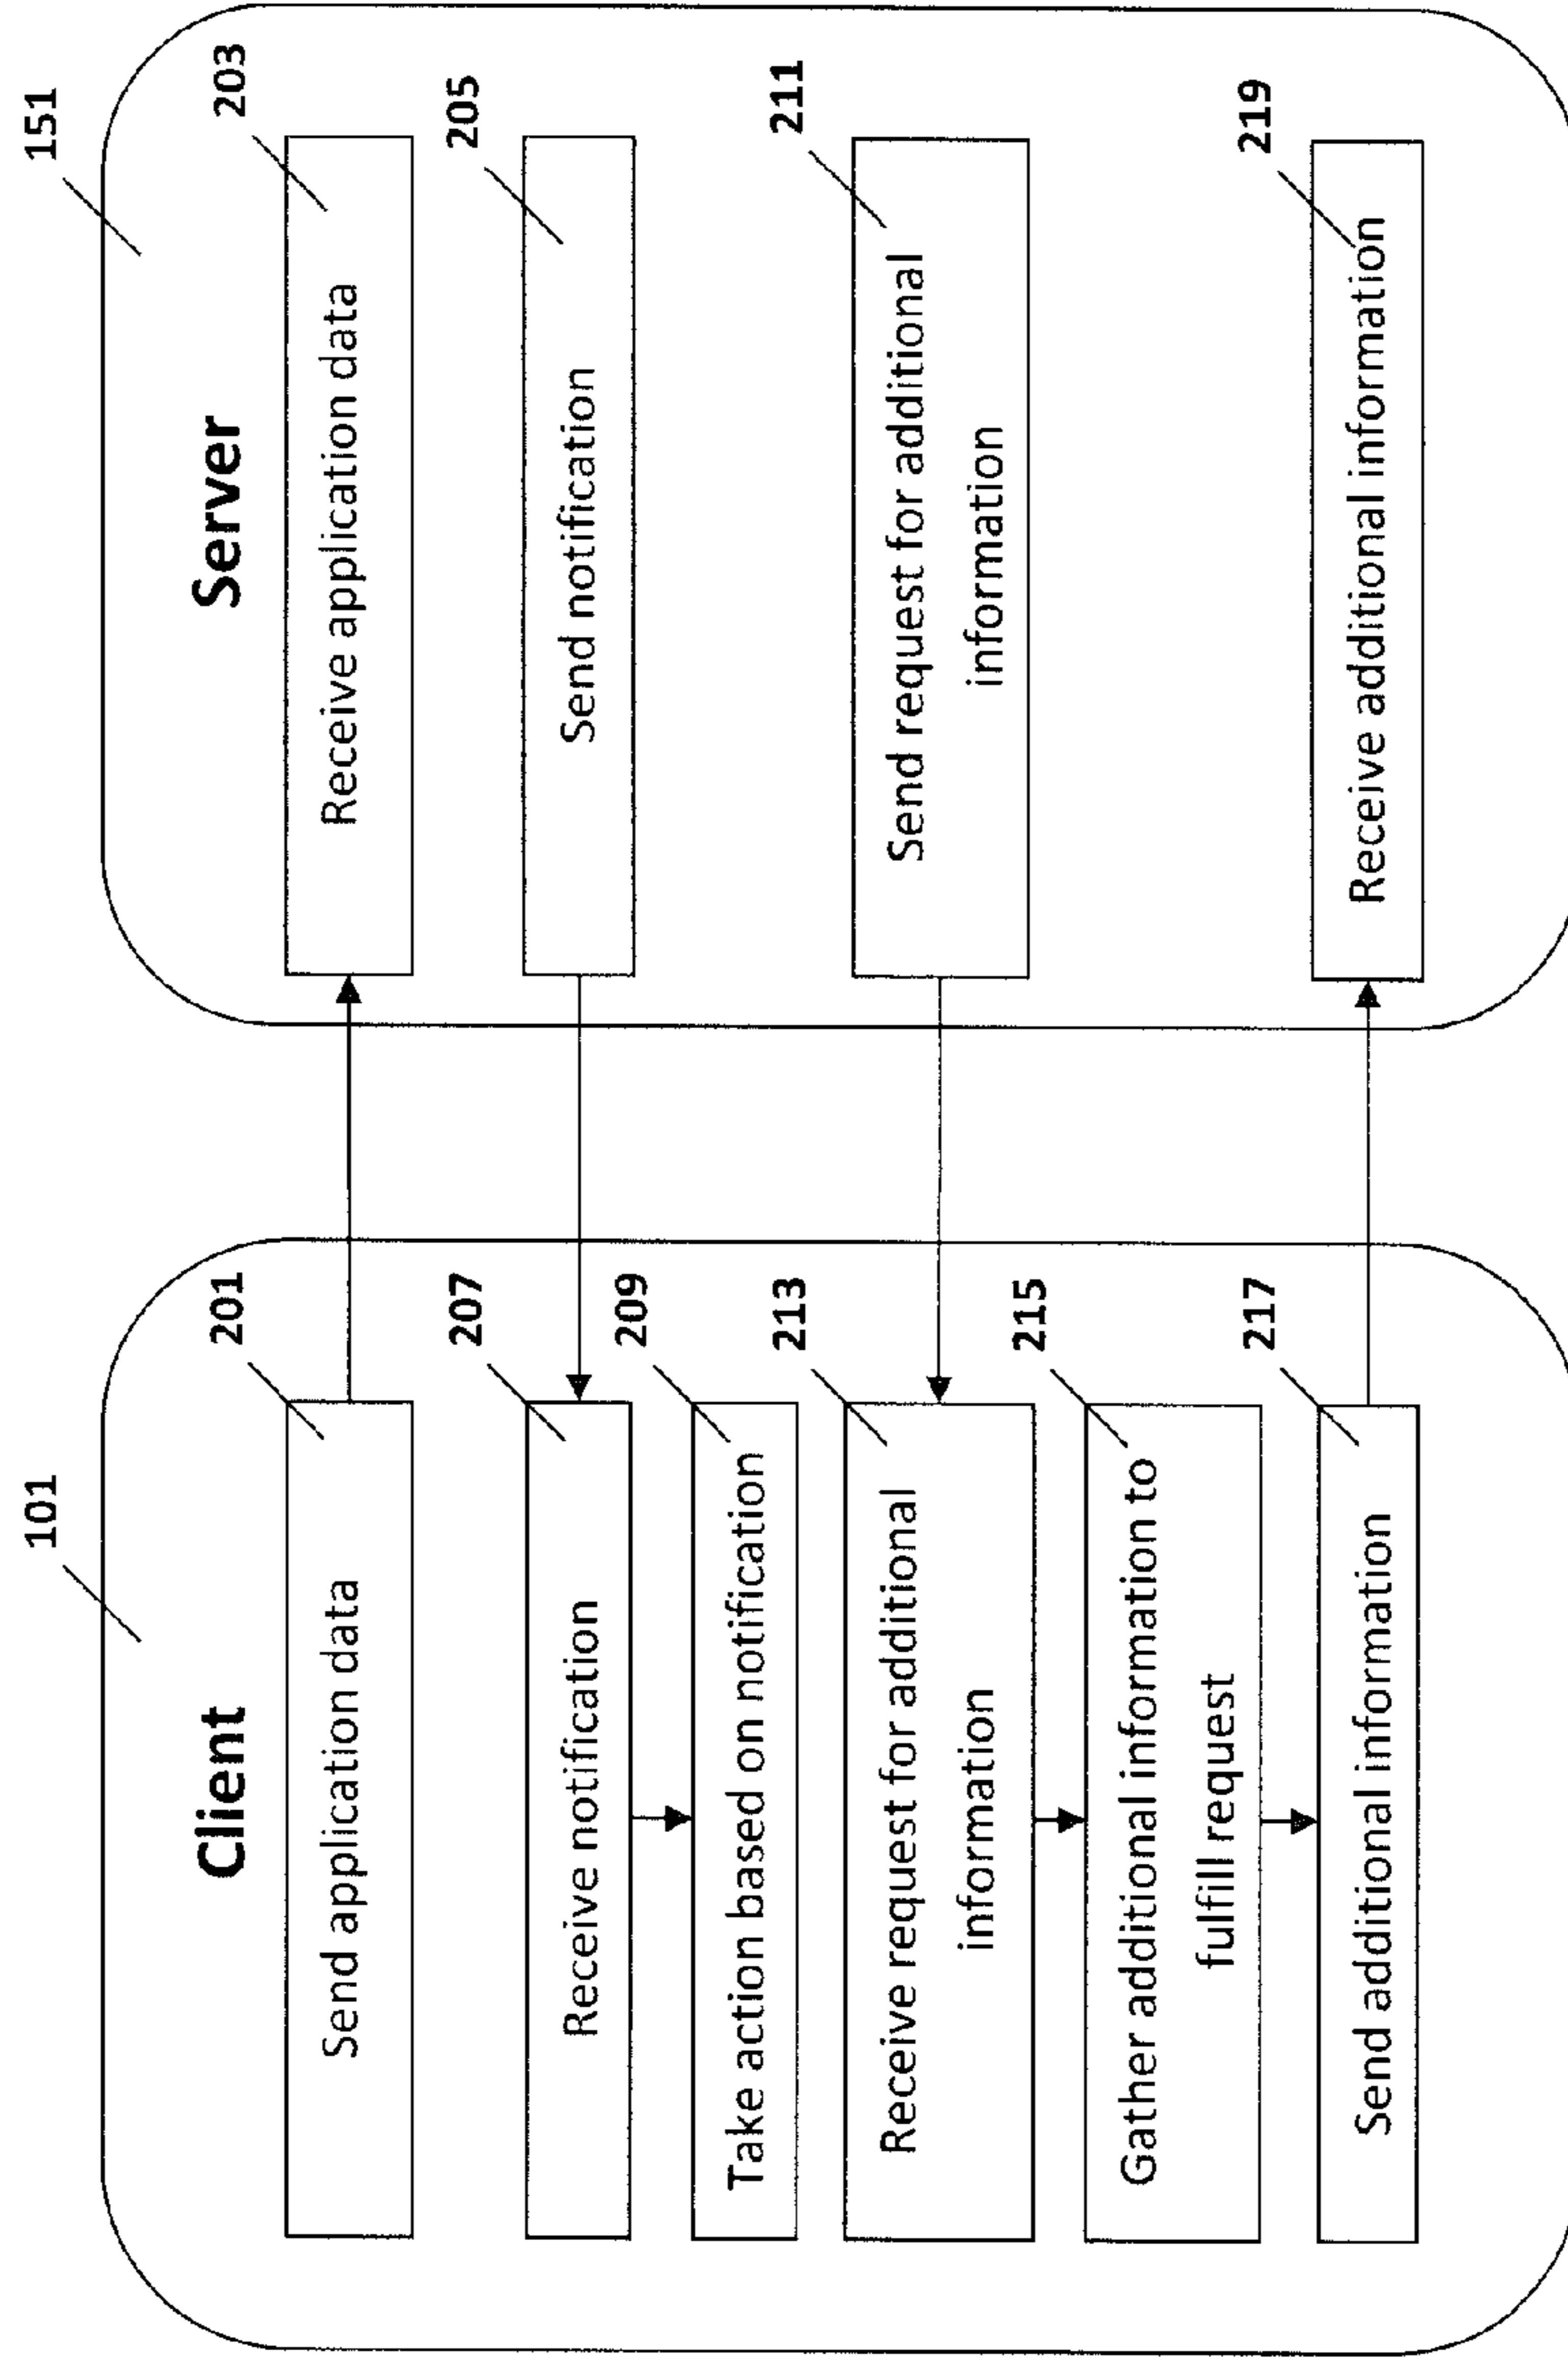 101
Client
201
Send application data
207
Receive notification
209
Take action based on notification
213
Receive request for additional
information
215
Gather additional information to
fulfill request
217
Send additional information
151
Server
203
Receive application data
205
Send notification
211
Send request for additional
information
219
Receive additional information